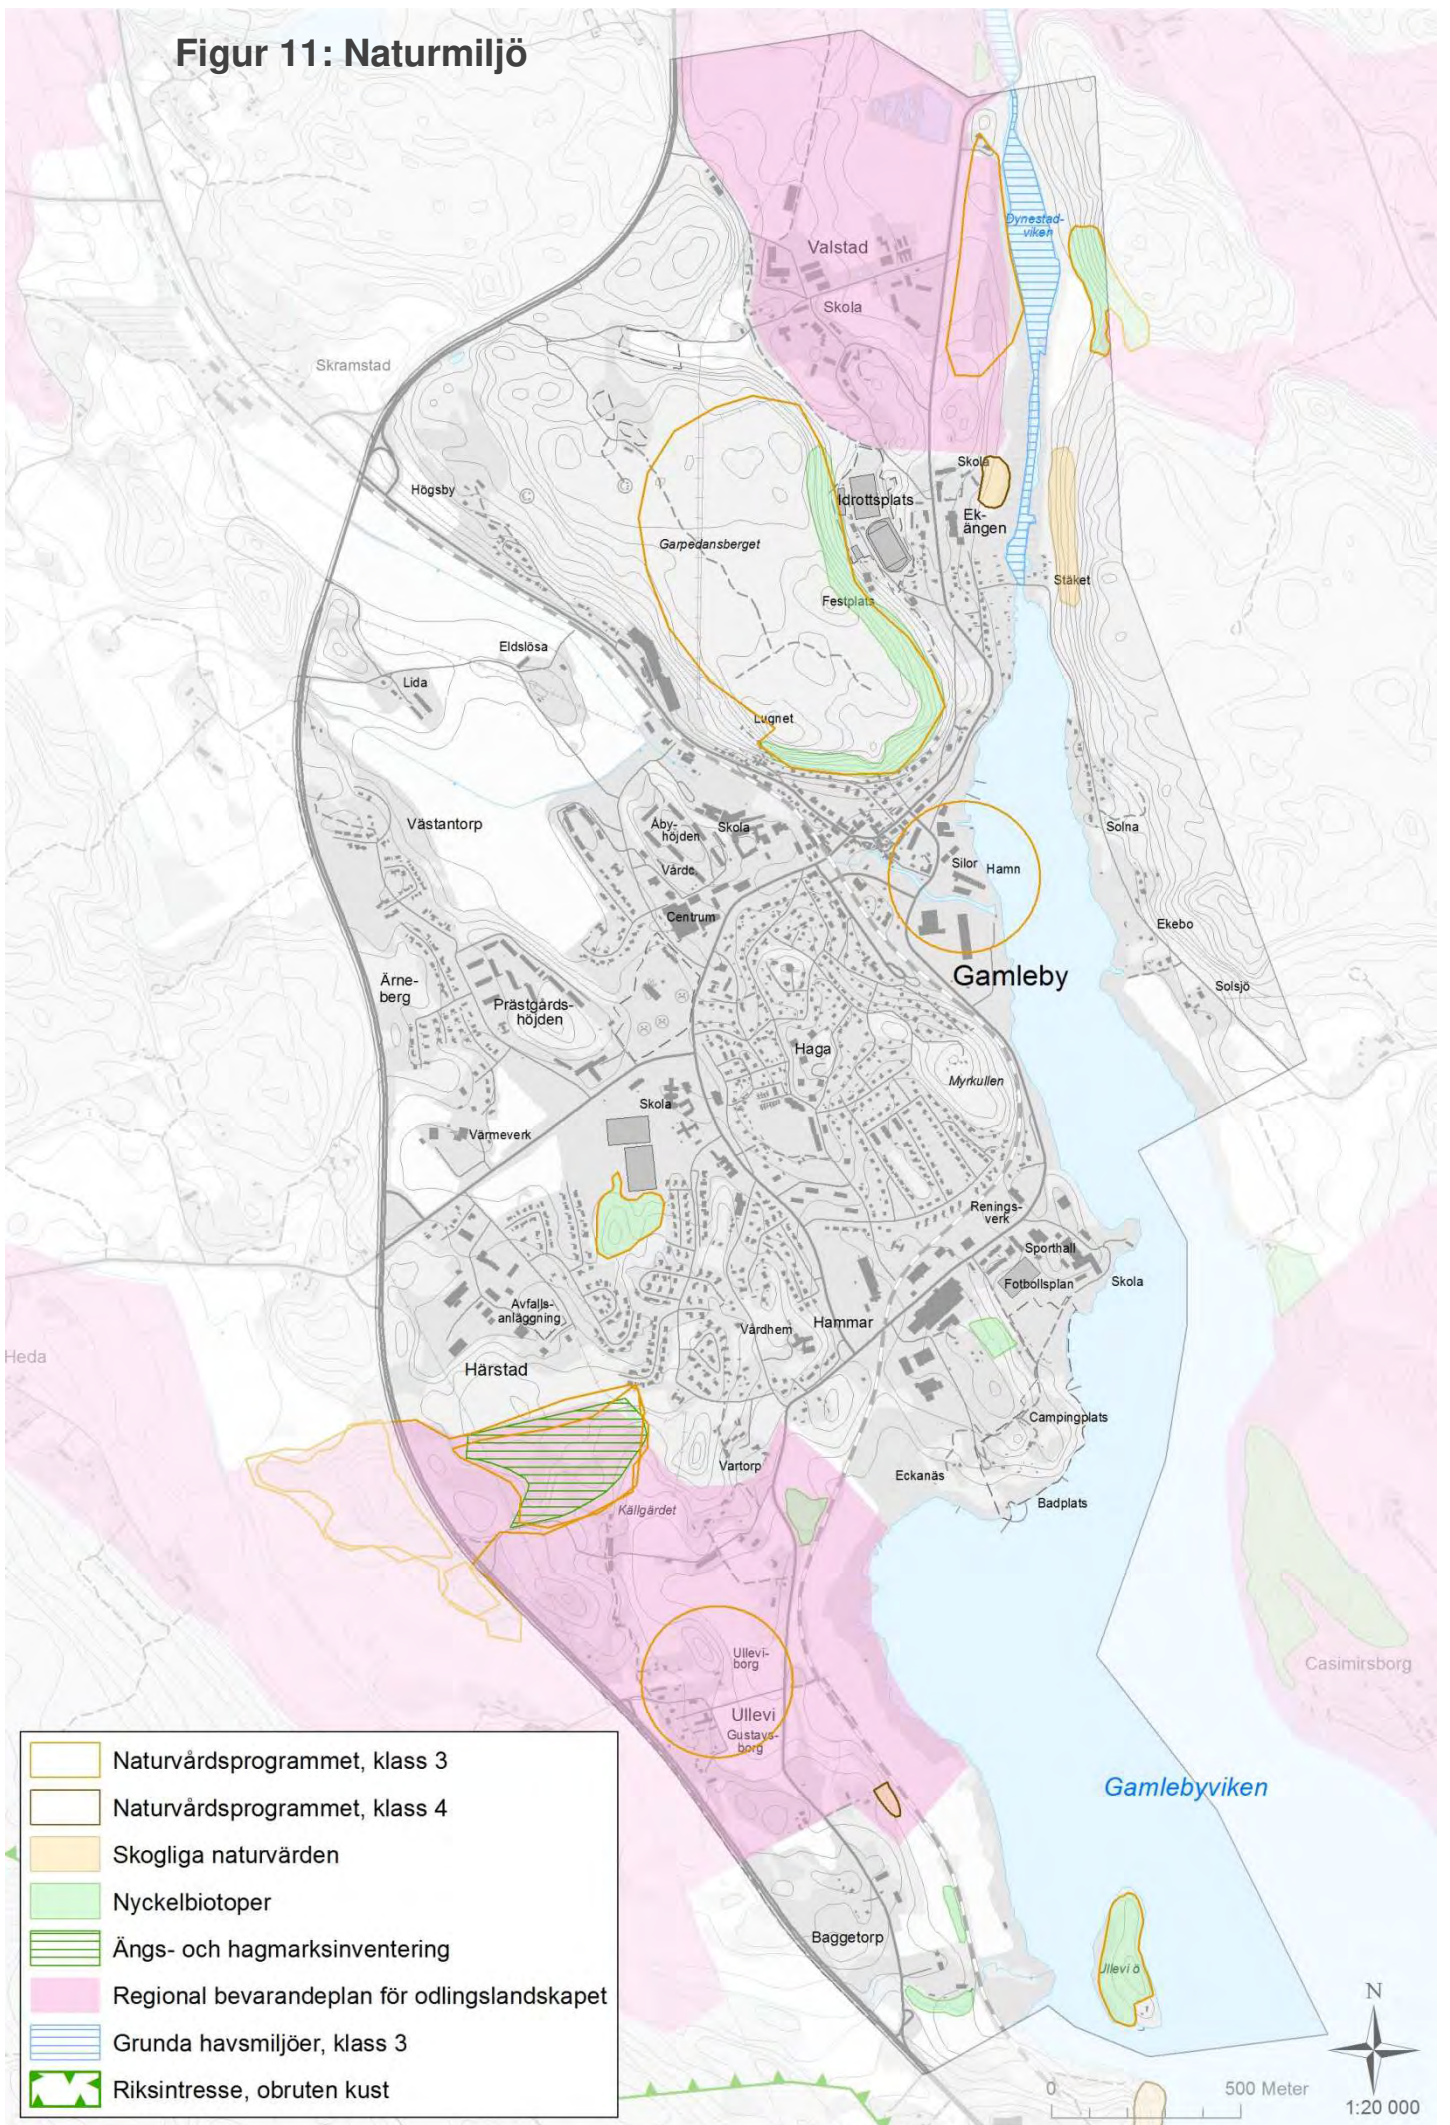 Figur 11: Naturmiljö
Dynestad-
viken
Valstad
Skola
Skramstad
Högsby
Skola
Idrottsplats
Ek-
ängen
Garpedansberget
Stäket
Festplats
Eldslösa
Lida
Lugnet
Västantorp
Åby-
höjden
Skola
Solna
Vårdc.
Silor
Hamn
Centrum
Ekebo
Gamleby
Ärne-
berg
Solsjö
Prästgårds-
höjden
Haga
Myrkullen
Skola
Värmeverk
Renings-
verk
Sporthall
Fotbollsplan
Skola
Avfalls-
anläggning
Vårdhem
Hammar
Heda
Härstad
Campingplats
Vartorp
Eckanäs
Badplats
Källgärdet
Ullevi-
borg
Casimirsborg
Ullevi
Gustavs-
borg
Gamlebyviken
Baggetorp
Ullevi ö
Naturvårdsprogrammet, klass 3
Naturvårdsprogrammet, klass 4
Skogliga naturvärden
Nyckelbiotoper
Ängs- och hagmarksinventering
Regional bevarandeplan för odlingslandskapet
Grunda havsmiljöer, klass 3
Riksintresse, obruten kust
N
0
500 Meter
1:20 000